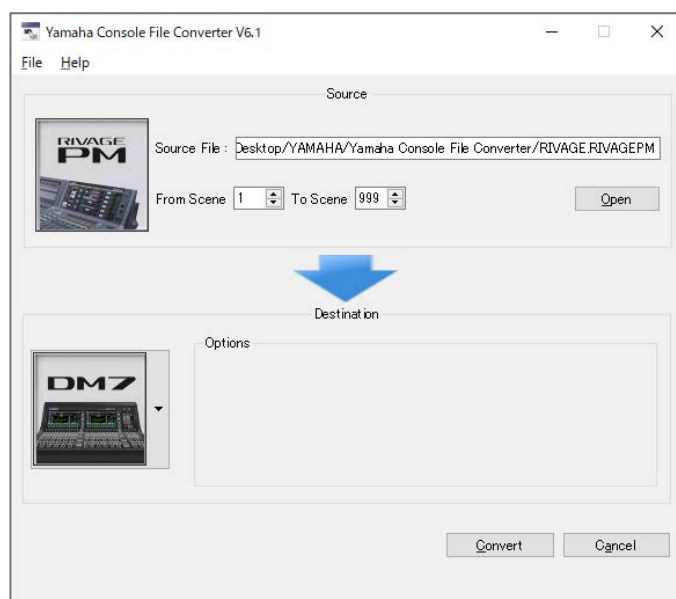 Yamaha Console File Converter V6.1
File Help
Source
RIVAGE
PM
Source File : Desktop/YAMAHA/Yamaha Console File Converter/RIVAGE.RIVAGEPM
From Scene 1 To Scene 999
Open
Destination
Options
DM7
Convert Cancel